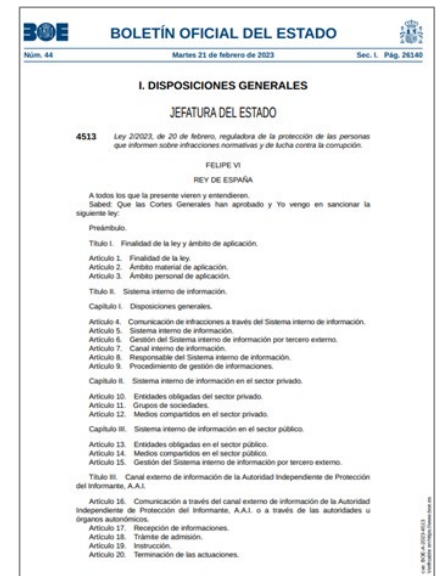 BOE
BOLETÍN OFICIAL DEL ESTADO
Núm. 44 Martes 21 de febrero de 2023 Sec. I. Pág. 26140
I. DISPOSICIONES GENERALES
JEFATURA DEL ESTADO
4513 Ley 2/2023, de 20 de febrero, reguladora de la protección de las personas
que informen sobre infracciones normativas y de lucha contra la corrupción.
FELIPE VI
REY DE ESPAÑA
A todos los que la presente vieren y entendieren.
Sabed: Que las Cortes Generales han aprobado y Yo vengo en sancionar la
siguiente ley:
Preámbulo.
Título I. Finalidad de la ley y ámbito de aplicación.
Artículo 1. Finalidad de la ley.
Artículo 2. Ámbito material de aplicación.
Artículo 3. Ámbito personal de aplicación.
Título II. Sistema interno de información.
Capítulo I. Disposiciones generales.
Artículo 4. Comunicación de infracciones a través del Sistema interno de información.
Artículo 5. Sistema interno de información.
Artículo 6. Gestión del Sistema interno de información por tercero externo.
Artículo 7. Canal interno de información.
Artículo 8. Responsable del Sistema interno de información.
Artículo 9. Procedimiento de gestión de informaciones.
Capítulo II. Sistema interno de información en el sector privado.
Artículo 10. Entidades obligadas del sector privado.
Artículo 11. Grupos de sociedades.
Artículo 12. Medios compartidos en el sector privado.
Capítulo III. Sistema interno de información en el sector público.
Artículo 13. Entidades obligadas en el sector público.
Artículo 14. Medios compartidos en el sector público.
Artículo 15. Gestión del Sistema interno de información por tercero externo.
Título III. Canal externo de información de la Autoridad Independiente de Protección
del Informante, A.A.I.
Artículo 16. Comunicación a través del canal externo de información de la Autoridad
Independiente de Protección del Informante, A.A.I. o a través de las autoridades u
órganos autonómicos.
Artículo 17. Recepción de informaciones.
Artículo 18. Trámite de admisión.
Artículo 19. Instrucción.
Artículo 20. Terminación de las actuaciones.
cve: BOE-A-2023-4513
Verificable en https://www.boe.es